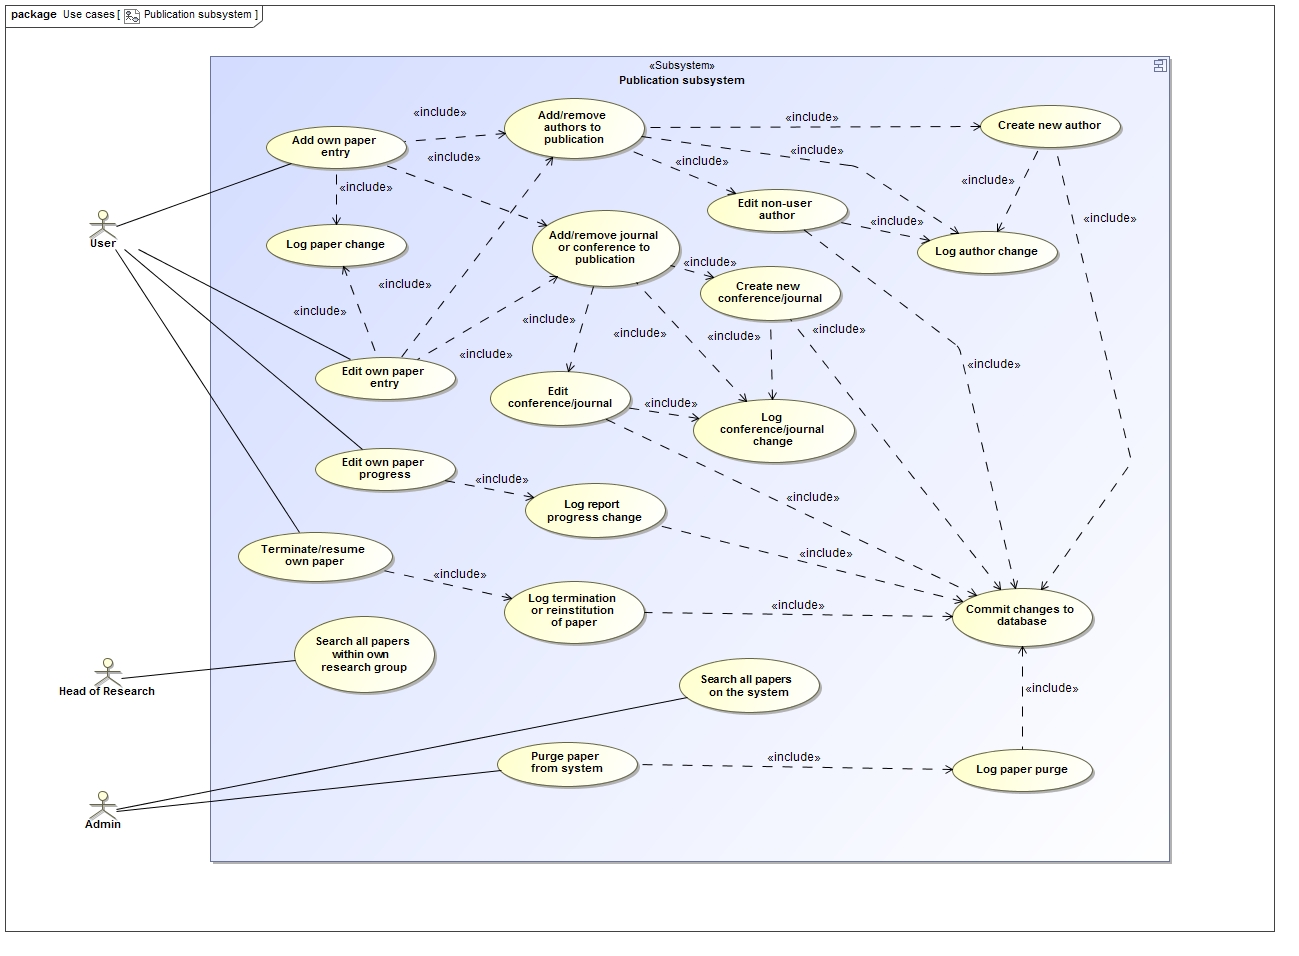 package Use cases [ Publication subsystem ]
«Subsystem»
Publication subsystem
Add own paper
entry
«include»
Add/remove
authors to
publication
«include»
Create new author
«include»
«include»
«include»
«include»
«include»
«include»
Edit non-user
author
«include»
User
Log paper change
Add/remove journal
or conference to
publication
Log author change
«include»
Create new
conference/journal
«include»
«include»
«include»
«include»
«include»
«include»
«include»
«include»
Edit own paper
entry
Edit
conference/journal
«include»
Log
conference/journal
change
Edit own paper
progress
«include»
Log report
progress change
«include»
«include»
Terminate/resume
own paper
«include»
Log termination
or reinstitution
of paper
«include»
Commit changes to
database
Search all papers
within own
research group
Head of Research
Search all papers
on the system
«include»
Purge paper
from system
«include»
Log paper purge
Admin